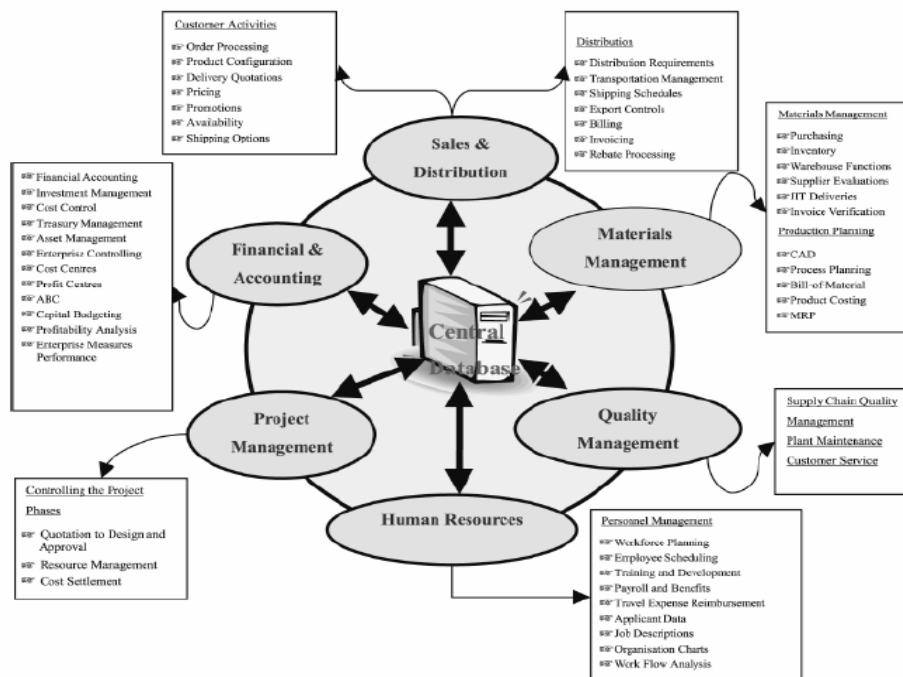 Customer Activities
Order Processing
Product Configuration
Delivery Quotations
Pricing
Promotions
Availability
Shipping Options
Distribution
Distribution Requirements
Transportation Management
Shipping Schedules
Export Controls
Billing
Invoicing
Rebate Processing
Sales &
Distribution
Materials Management
Purchasing
Inventory
Warehouse Functions
Supplier Evaluations
JIT Deliveries
Invoice Verification
Production Planning
CAD
Process Planning
Bill-of-Material
Product Costing
MRP
Financial Accounting
Investment Management
Cost Control
Treasury Management
Asset Management
Enterprise Controlling
Cost Centres
Profit Centres
ABC
Capital Budgeting
Profitability Analysis
Enterprise Measures
Performance
Financial &
Accounting
Materials
Management
Central
Database
Project
Management
Quality
Management
Supply Chain Quality
Management
Plant Maintenance
Customer Service
Controlling the Project
Phases
Quotation to Design and
Approval
Resource Management
Cost Settlement
Human Resources
Personnel Management
Workforce Planning
Employee Scheduling
Training and Development
Payroll and Benefits
Travel Expense Reimbursement
Applicant Data
Job Descriptions
Organisation Charts
Work Flow Analysis